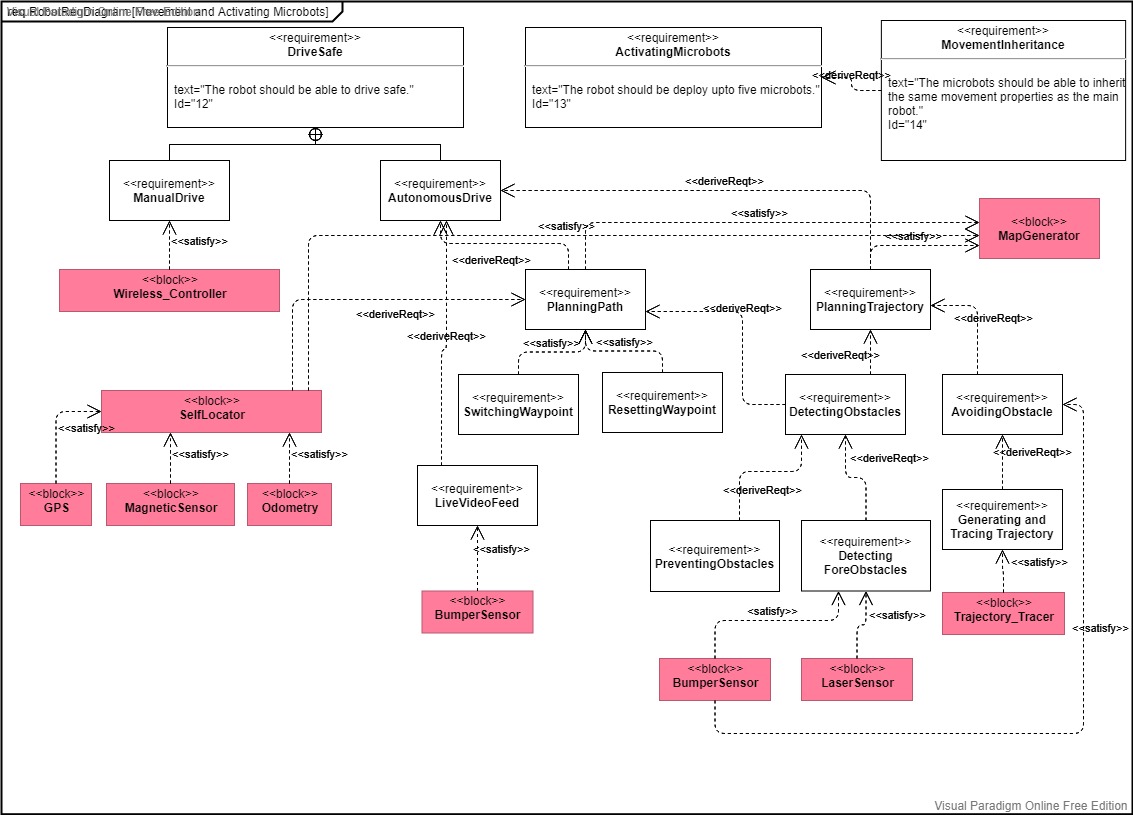 req RobotReqDiagram [Movement and Activating Microbots]
Visual Paradigm Online Free Edition
<<requirement>>
DriveSafe
text="The robot should be able to drive safe."
Id="12"
<<requirement>>
ActivatingMicrobots
text="The robot should be deploy upto five microbots."
Id="13"
<<deriveReqt>>
<<requirement>>
MovementInheritance
text="The microbots should be able to inherit
the same movement properties as the main
robot."
Id="14"
<<requirement>>
ManualDrive
<<requirement>>
AutonomousDrive
<<deriveReqt>>
<<satisfy>>
<<satisfy>>
<<satisfy>>
<<block>>
MapGenerator
<<satisfy>>
<<deriveReqt>>
<<block>>
Wireless_Controller
<<requirement>>
PlanningPath
<<requirement>>
PlanningTrajectory
<<deriveReqt>>
<<deriveReqt>>
<<deriveReqt>>
<<deriveReqt>>
<<satisfy>>
<<satisfy>>
<<deriveReqt>>
<<requirement>>
SwitchingWaypoint
<<requirement>>
ResettingWaypoint
<<requirement>>
DetectingObstacles
<<requirement>>
AvoidingObstacle
<<block>>
SelfLocator
<<satisfy>>
<<satisfy>>
<<satisfy>>
<<deriveReqt>>
<<deriveReqt>>
<<deriveReqt>>
<<block>>
GPS
<<block>>
MagneticSensor
<<block>>
Odometry
<<requirement>>
LiveVideoFeed
<<requirement>>
Generating and
Tracing Trajectory
<<satisfy>>
<<requirement>>
PreventingObstacles
<<requirement>>
Detecting
ForeObstacles
<<satisfy>>
<<block>>
BumperSensor
<<satisfy>>
<<satisfy>>
<<block>>
Trajectory_Tracer
<<satisfy>>
<<block>>
BumperSensor
<<block>>
LaserSensor
Visual Paradigm Online Free Edition